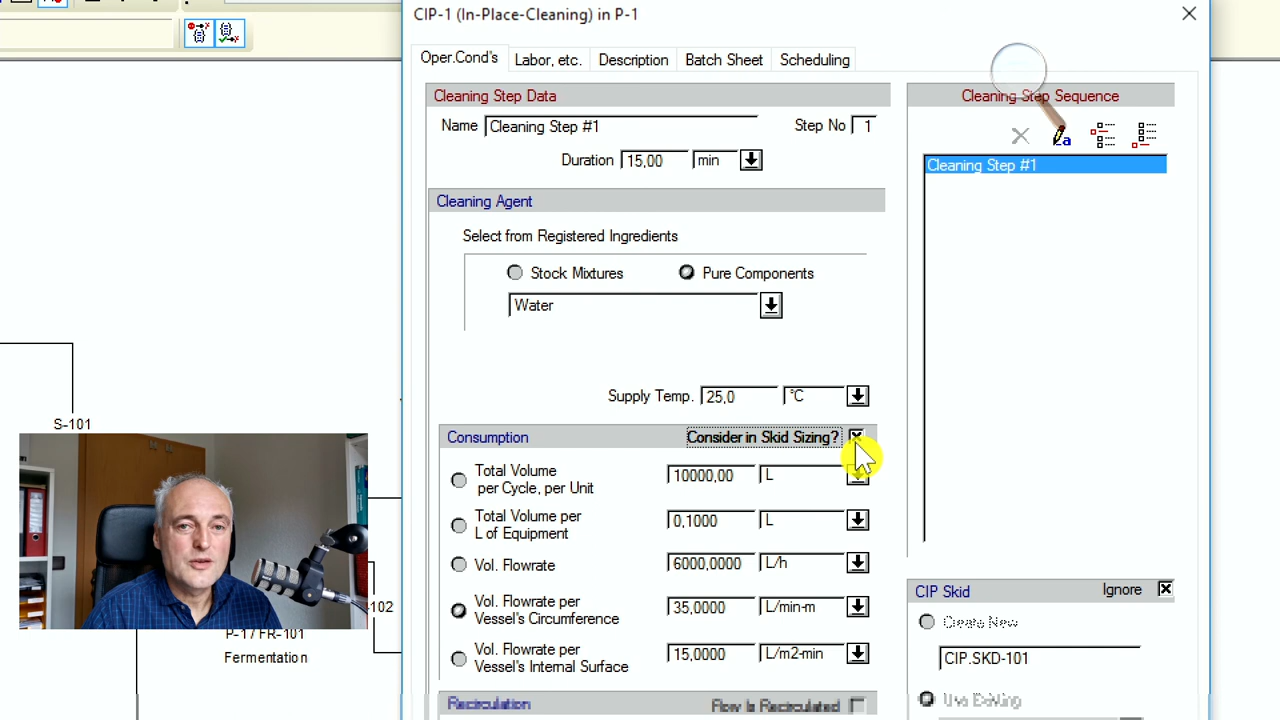 CIP-1 (In-Place-Cleaning) in P-1
Oper.Cond's Labor, etc. Description Batch Sheet Scheduling
Cleaning Step Data
Name Cleaning Step #1 Step No 1
Duration 15,00 min
Cleaning Agent
Select from Registered Ingredients
Stock Mixtures Pure Components
Water
Supply Temp. 25,0 °C
Consumption Consider in Skid Sizing?
Total Volume
per Cycle, per Unit 10000,00 L
Total Volume per
L of Equipment 0,1000 L
Vol. Flowrate 6000,0000 L/h
Vol. Flowrate per
Vessel's Circumference 35,0000 L/min-m
Vol. Flowrate per
Vessel's Internal Surface 15,0000 L/m2-min
Recirculation Flow Is Recirculated
Cleaning Step Sequence
a
Cleaning Step #1
CIP Skid Ignore
Create New
CIP.SKD-101
Use Existing
S-101
102
P-1 / FR-101
Fermentation